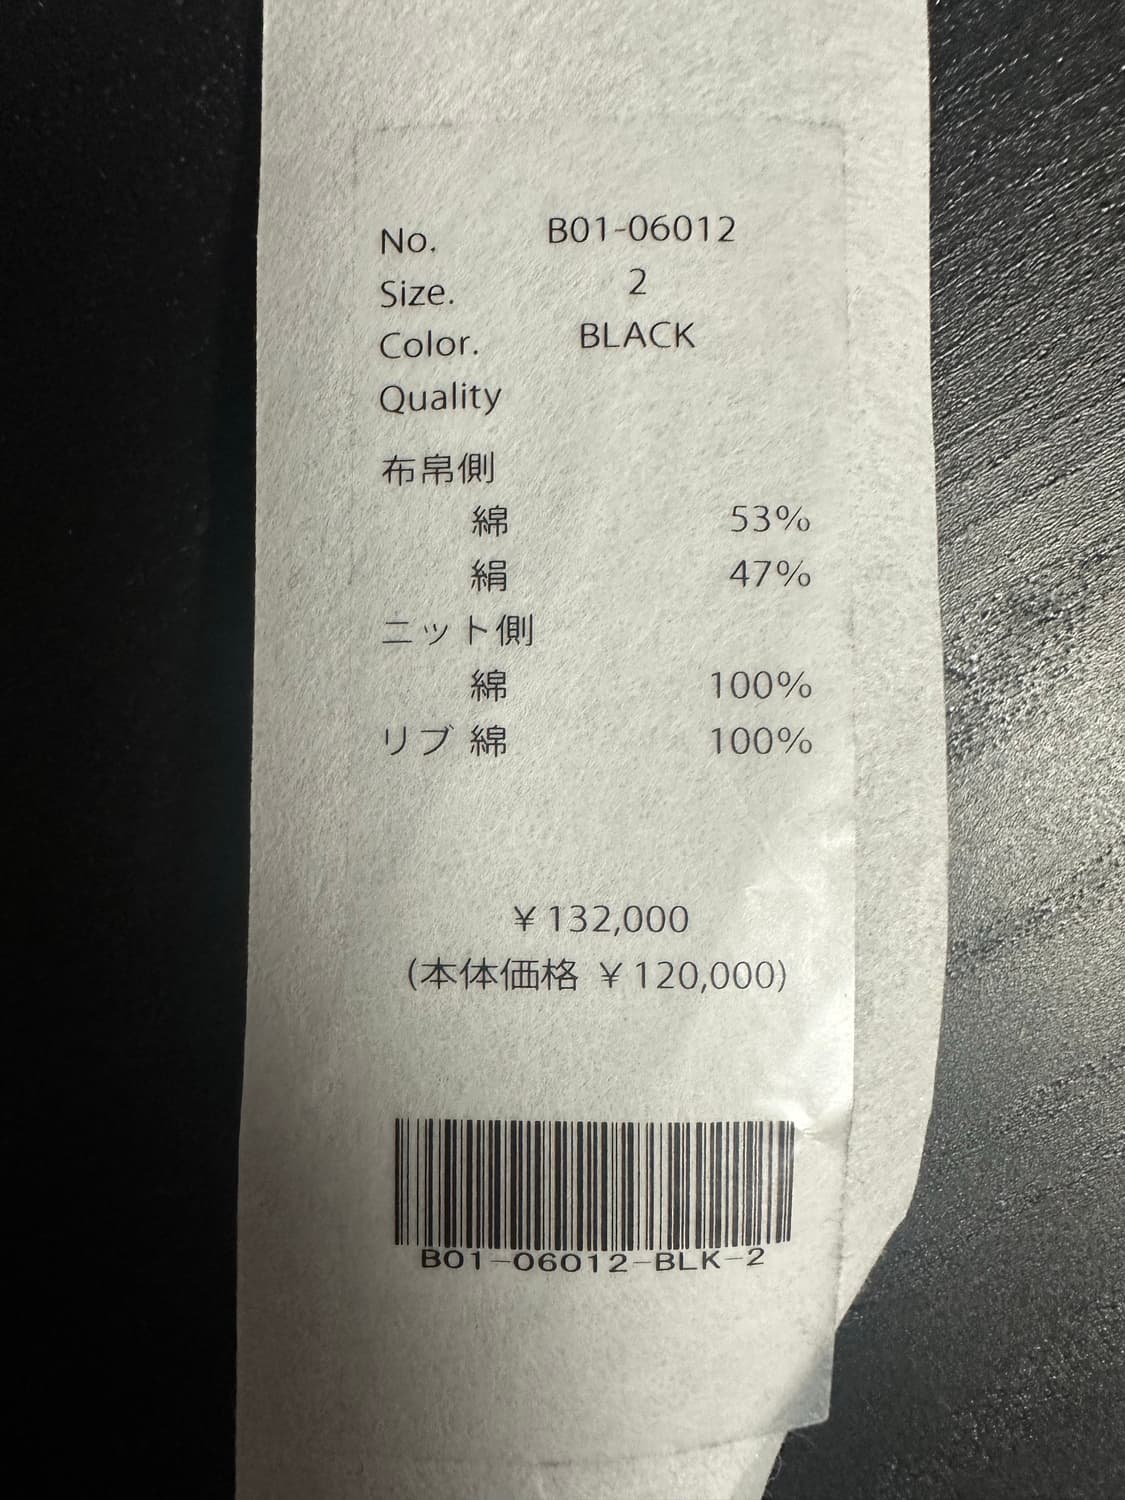 No. B01-06012
Size. 2
Color. BLACK
Quality
布帛側
綿 53%
絹 47%
ニット側
綿 100%
リブ 綿 100%
¥132,000
(本体価格 ¥120,000)
B01-06012-BLK-2